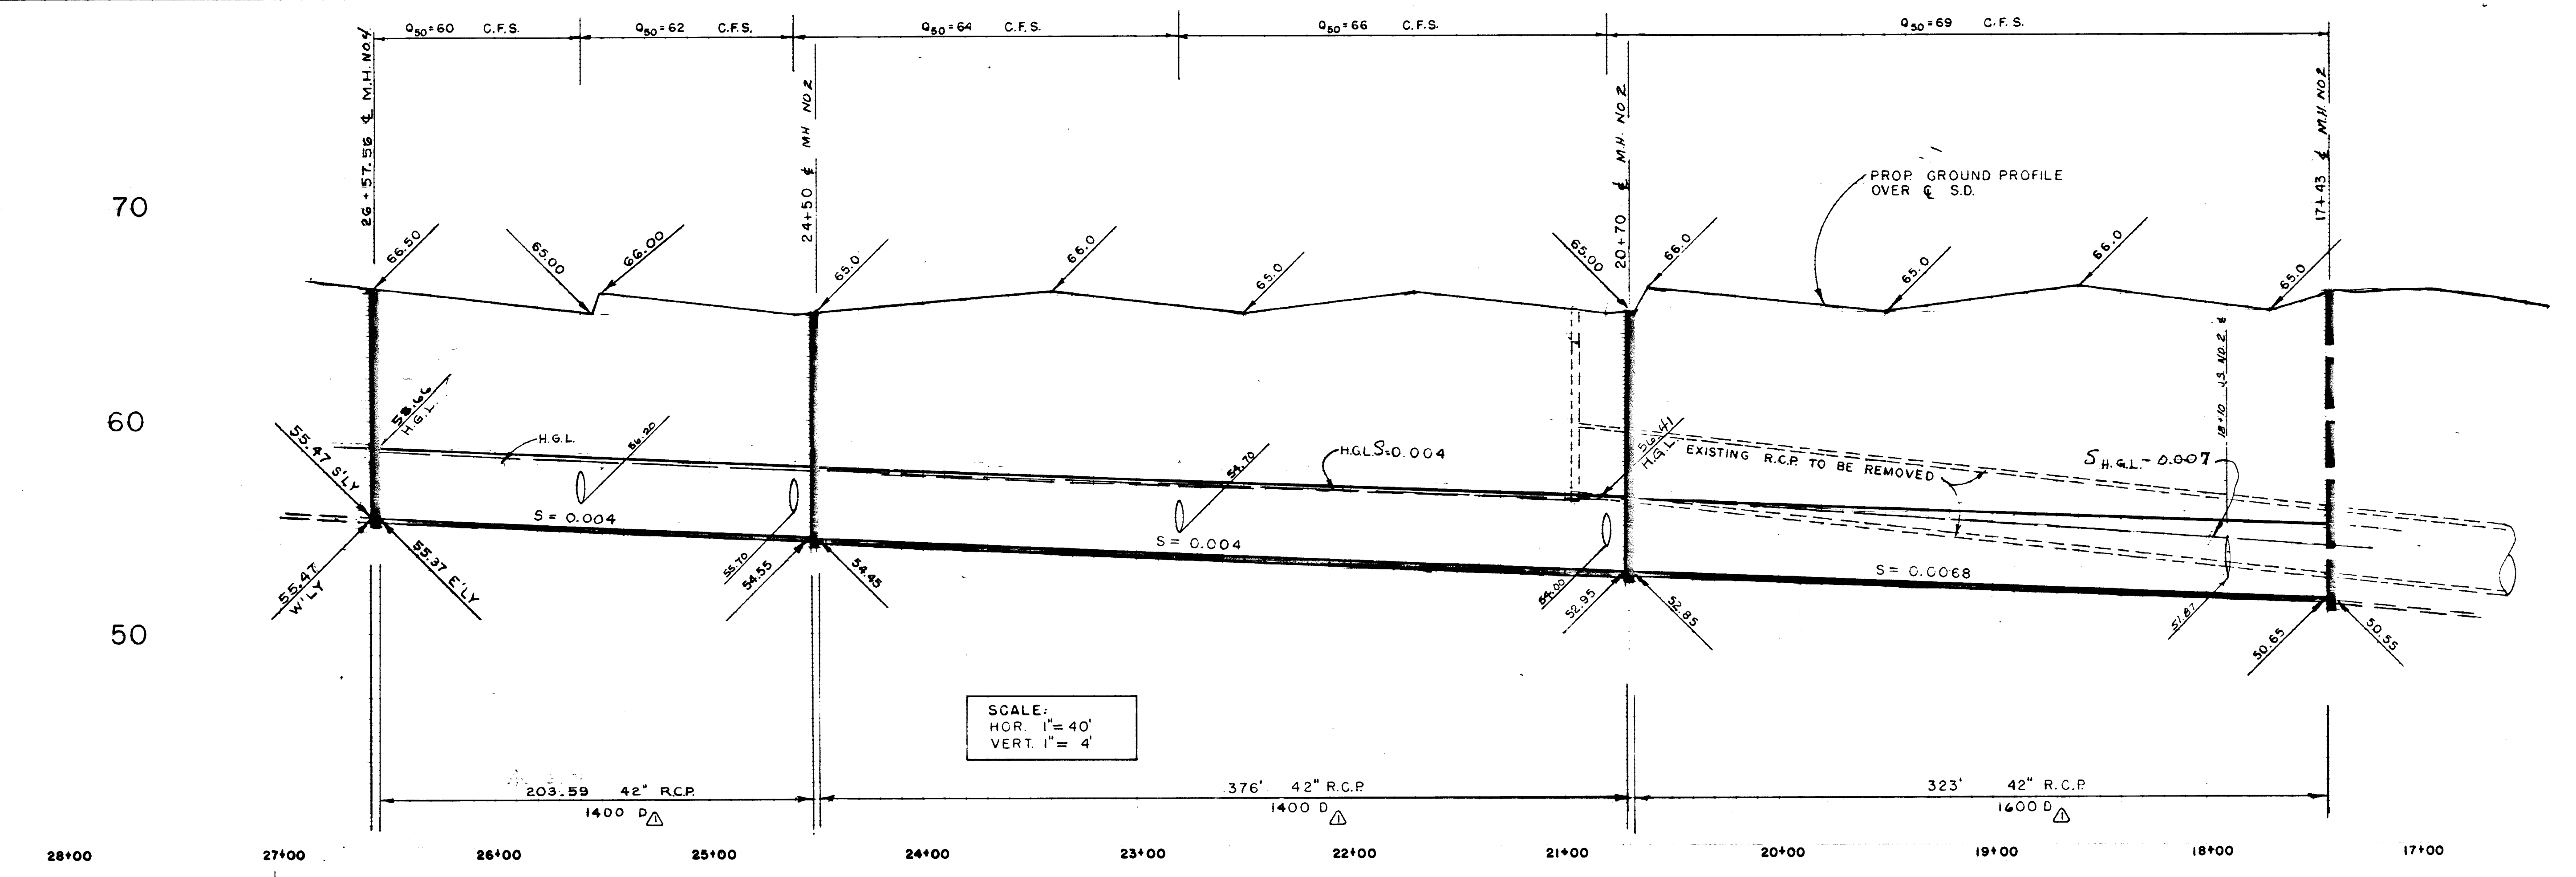 Q50=60 C.F.S.
Q50=62 C.F.S.
Q50=64 C.F.S.
Q50=66 C.F.S.
Q50=69 C.F.S.
26+57.56 ℄ M.H. NO.4
24+50 ℄ MH NO 2
20+70 ℄ M.H. NO 2
17+43 ℄ M.H. NO 2
70
66.50
65.00
66.00
65.0
66.0
65.0
65.00
66.0
PROP. GROUND PROFILE
OVER ℄ S.D.
65.0
66.0
65.0
60
58.66
H.G.L.
H.G.L.
56.20
54.70
H.G.L. S=0.004
56.41
H.G.L.
EXISTING R.C.P. TO BE REMOVED
S H.G.L. - 0.007
18+10 J.S. NO. 2 ℄
55.47 S'LY
S = 0.004
S = 0.004
S = 0.0068
55.47
W'LY
55.37 E'LY
55.70
54.55
54.45
54.00
52.95
52.85
51.87
50.65
50.55
50
SCALE:
HOR. 1"= 40'
VERT. 1"= 4'
203.59 42" R.C.P.
1400 D 1
376' 42" R.C.P.
1400 D 1
323' 42" R.C.P.
1600 D 1
28+00 27+00 26+00 25+00 24+00 23+00 22+00 21+00 20+00 19+00 18+00 17+00